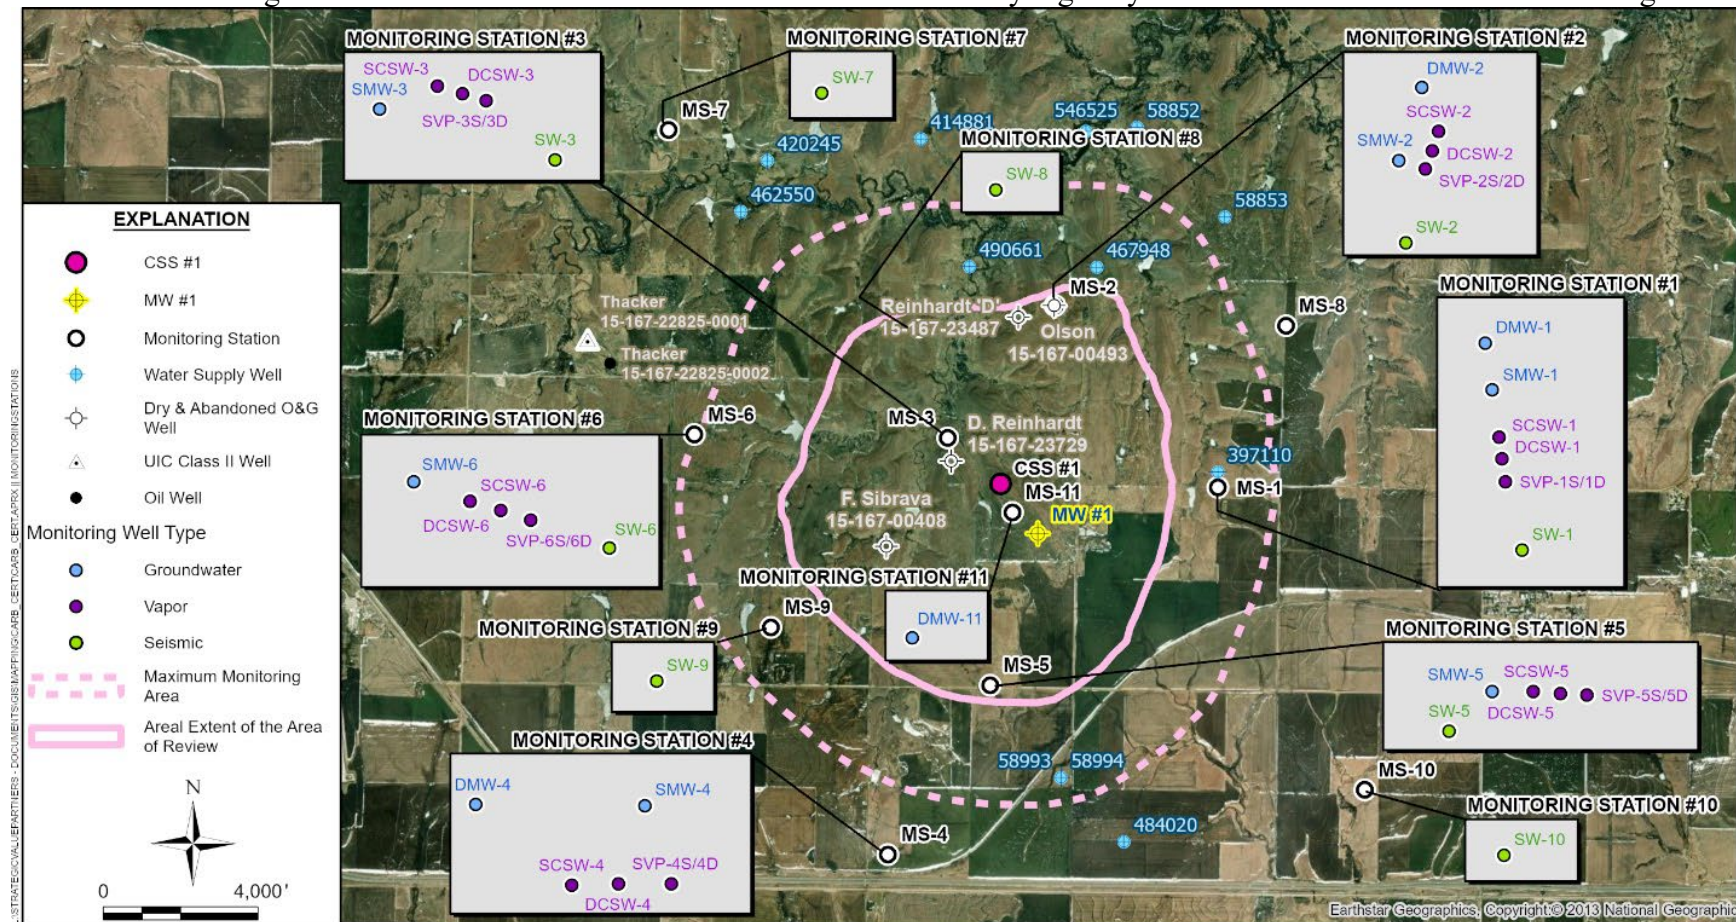 MONITORING STATION #3
SCSW-3
DCSW-3
SMW-3
SVP-3S/3D
SW-3
MONITORING STATION #7
SW-7
MS-7
MONITORING STATION #2
DMW-2
SCSW-2
SMW-2
DCSW-2
SVP-2S/2D
SW-2
420245
414881
546525
58852
462550
MONITORING STATION #8
SW-8
58853
490661
467948
MS-2
MS-8
Reinhardt 'D'
15-167-23487
Olson
15-167-00493
Thacker
15-167-22825-0001
Thacker
15-167-22825-0002
MONITORING STATION #1
DMW-1
SMW-1
SCSW-1
DCSW-1
SVP-1S/1D
SW-1
MONITORING STATION #6
MS-6
SMW-6
SCSW-6
DCSW-6
SVP-6S/6D
SW-6
MS-3
D. Reinhardt
15-167-23729
CSS #1
MS-11
MW #1
397110
MS-1
F. Sibrava
15-167-00408
MONITORING STATION #11
DMW-11
MONITORING STATION #9
MS-9
SW-9
MS-5
MONITORING STATION #5
SMW-5
SCSW-5
SVP-5S/5D
DCSW-5
SW-5
MONITORING STATION #4
DMW-4
SMW-4
SCSW-4
SVP-4S/4D
DCSW-4
MS-4
58993
58994
484020
MS-10
MONITORING STATION #10
SW-10
EXPLANATION
CSS #1
MW #1
Monitoring Station
Water Supply Well
Dry & Abandoned O&G
Well
UIC Class II Well
Oil Well
Monitoring Well Type
Groundwater
Vapor
Seismic
Maximum Monitoring
Area
Areal Extent of the Area
of Review
N
0
4,000'
Earthstar Geographics, Copyright:© 2013 National Geographic